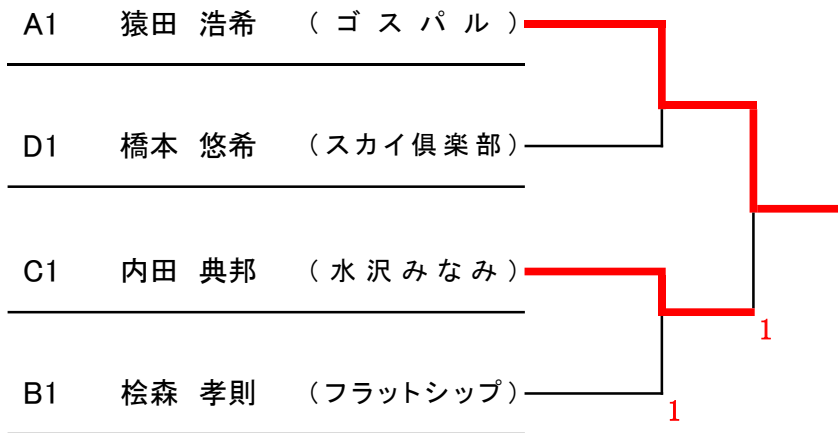 A1 猿田 浩希 (ゴスパル)
D1 橋本 悠希 (スカイ倶楽部)
C1 内田 典邦 (水沢みなみ)
1
B1 桧森 孝則 (フラットシップ)
1